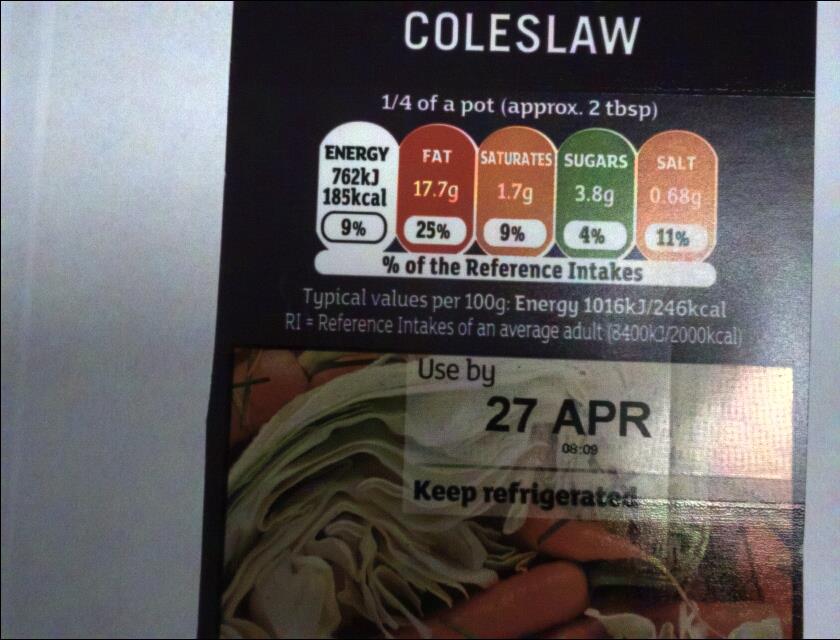 COLESLAW
1/4 of a pot (approx. 2 tbsp)
ENERGY
762kJ
185kcal
9%
FAT
17.7g
25%
SATURATES
1.7g
9%
SUGARS
3.8g
4%
SALT
0.68g
11%
% of the Reference Intakes
Typical values per 100g: Energy 1016kJ/246kcal
RI = Reference Intakes of an average adult (8400kJ/2000kcal)
Use by
27 APR
08:09
Keep refrigerated